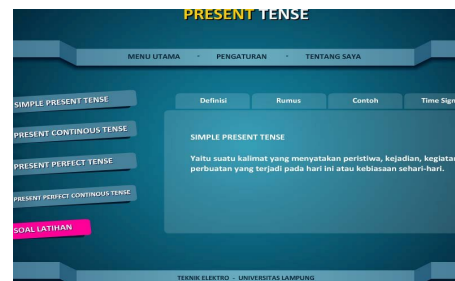 PRESENT TENSE
MENU UTAMA · PENGATURAN · TENTANG SAYA
SIMPLE PRESENT TENSE
PRESENT CONTINOUS TENSE
PRESENT PERFECT TENSE
PRESENT PERFECT CONTINOUS TENSE
SOAL LATIHAN
Definisi Rumus Contoh Time Sign
SIMPLE PRESENT TENSE
Yaitu suatu kalimat yang menyatakan peristiwa, kejadian, kegiatan
perbuatan yang terjadi pada hari ini atau kebiasaan sehari-hari.
TEKNIK ELEKTRO - UNIVERSITAS LAMPUNG